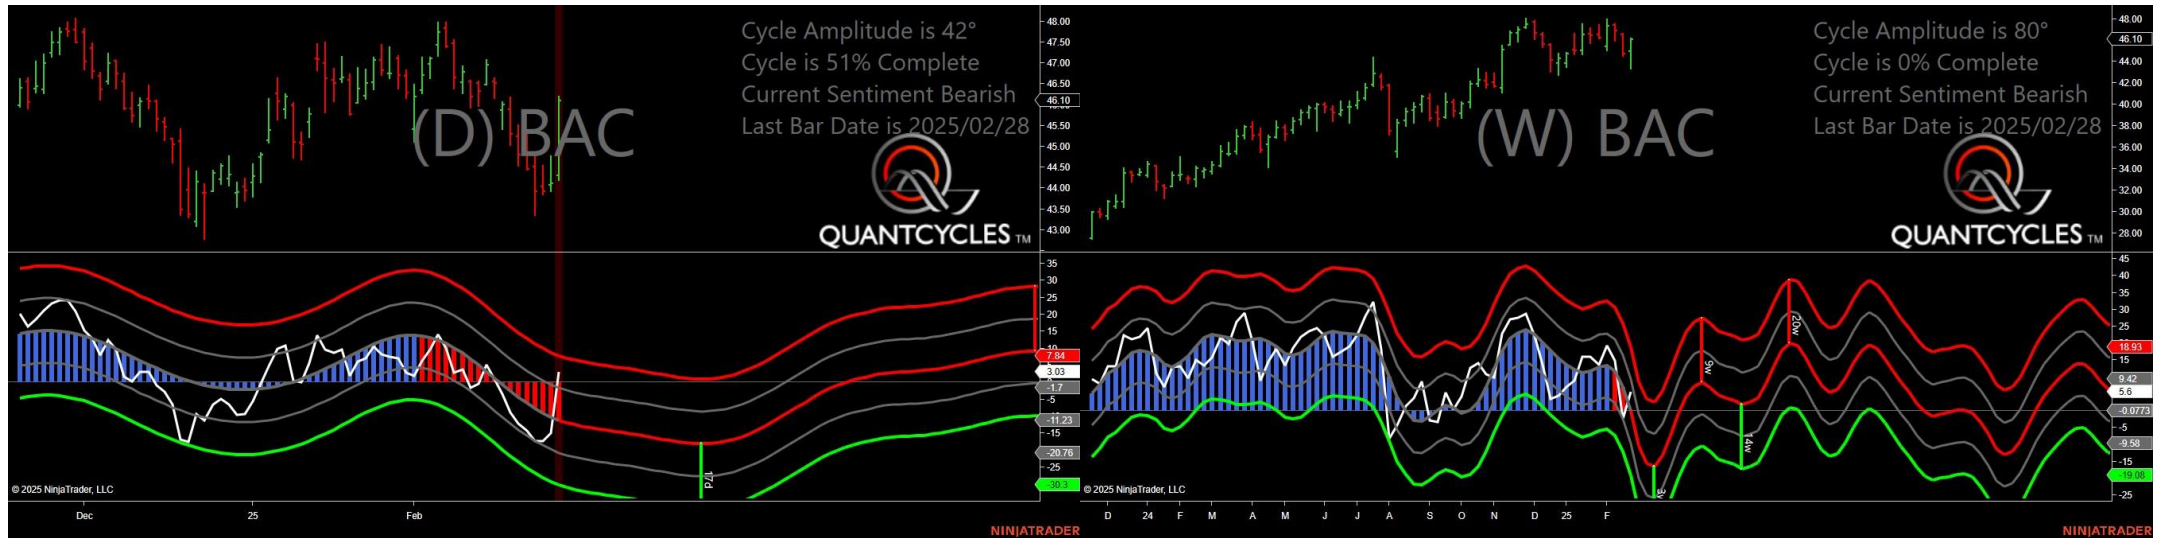 Cycle Amplitude is 42°
Cycle is 51% Complete
Current Sentiment Bearish
Last Bar Date is 2025/02/28
(D) BAC
QUANTCYCLES TM
48.00
47.50
47.00
46.50
46.10
45.50
45.00
44.50
44.00
43.50
43.00
35
30
25
20
15
10
7.84
3.03
-1.7
-5
-11.23
-15
-20.76
-25
-30.3
17d
© 2025 NinjaTrader, LLC
Dec
25
Feb
NINJATRADER
Cycle Amplitude is 80°
Cycle is 0% Complete
Current Sentiment Bearish
Last Bar Date is 2025/02/28
(W) BAC
QUANTCYCLES TM
48.00
46.10
44.00
42.00
40.00
38.00
36.00
34.00
32.00
30.00
28.00
45
40
35
30
25
18.93
15
9.42
5.6
-0.0773
-5
-9.58
-15
-19.08
-25
9w
20w
14w
© 2025 NinjaTrader, LLC
D 24 F M A M J J A S O N D 25 F
NINJATRADER